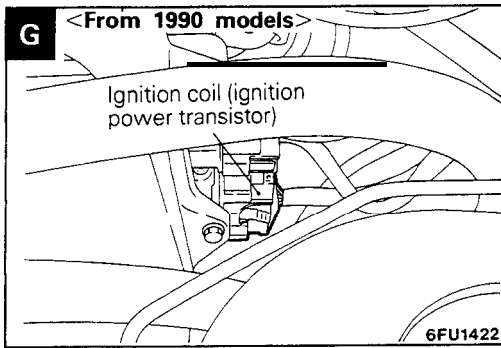 G
<From 1990 models>
Ignition coil (ignition
power transistor)
6FU1422